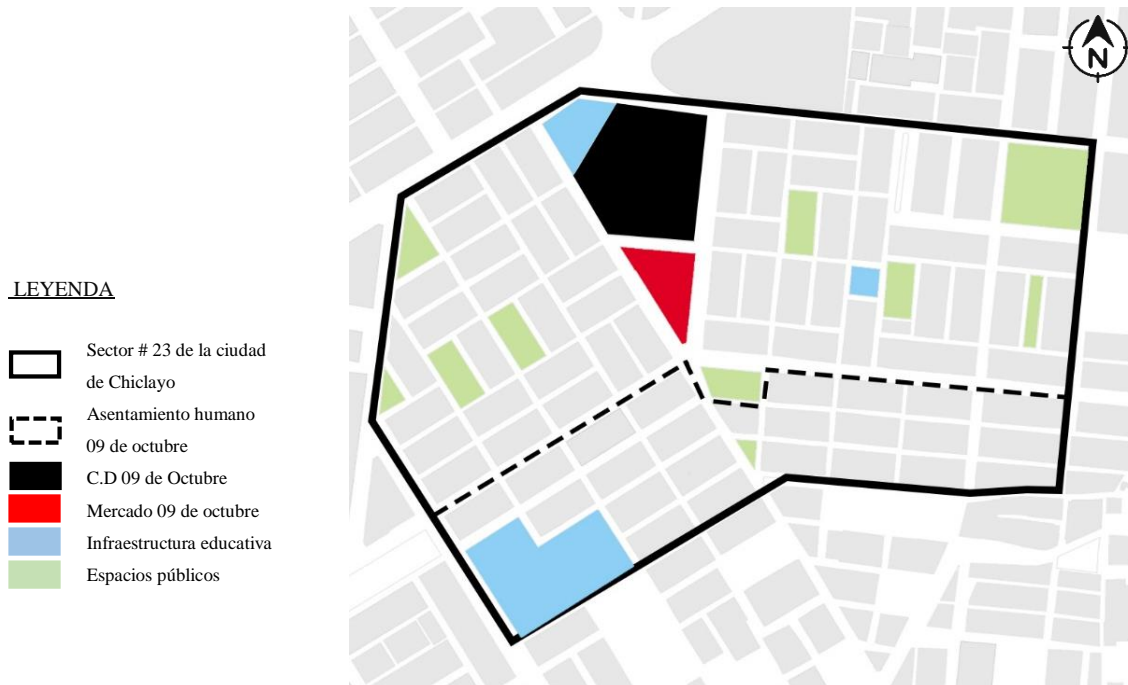 N
LEYENDA
Sector # 23 de la ciudad
de Chiclayo
Asentamiento humano
09 de octubre
C.D 09 de Octubre
Mercado 09 de octubre
Infraestructura educativa
Espacios públicos